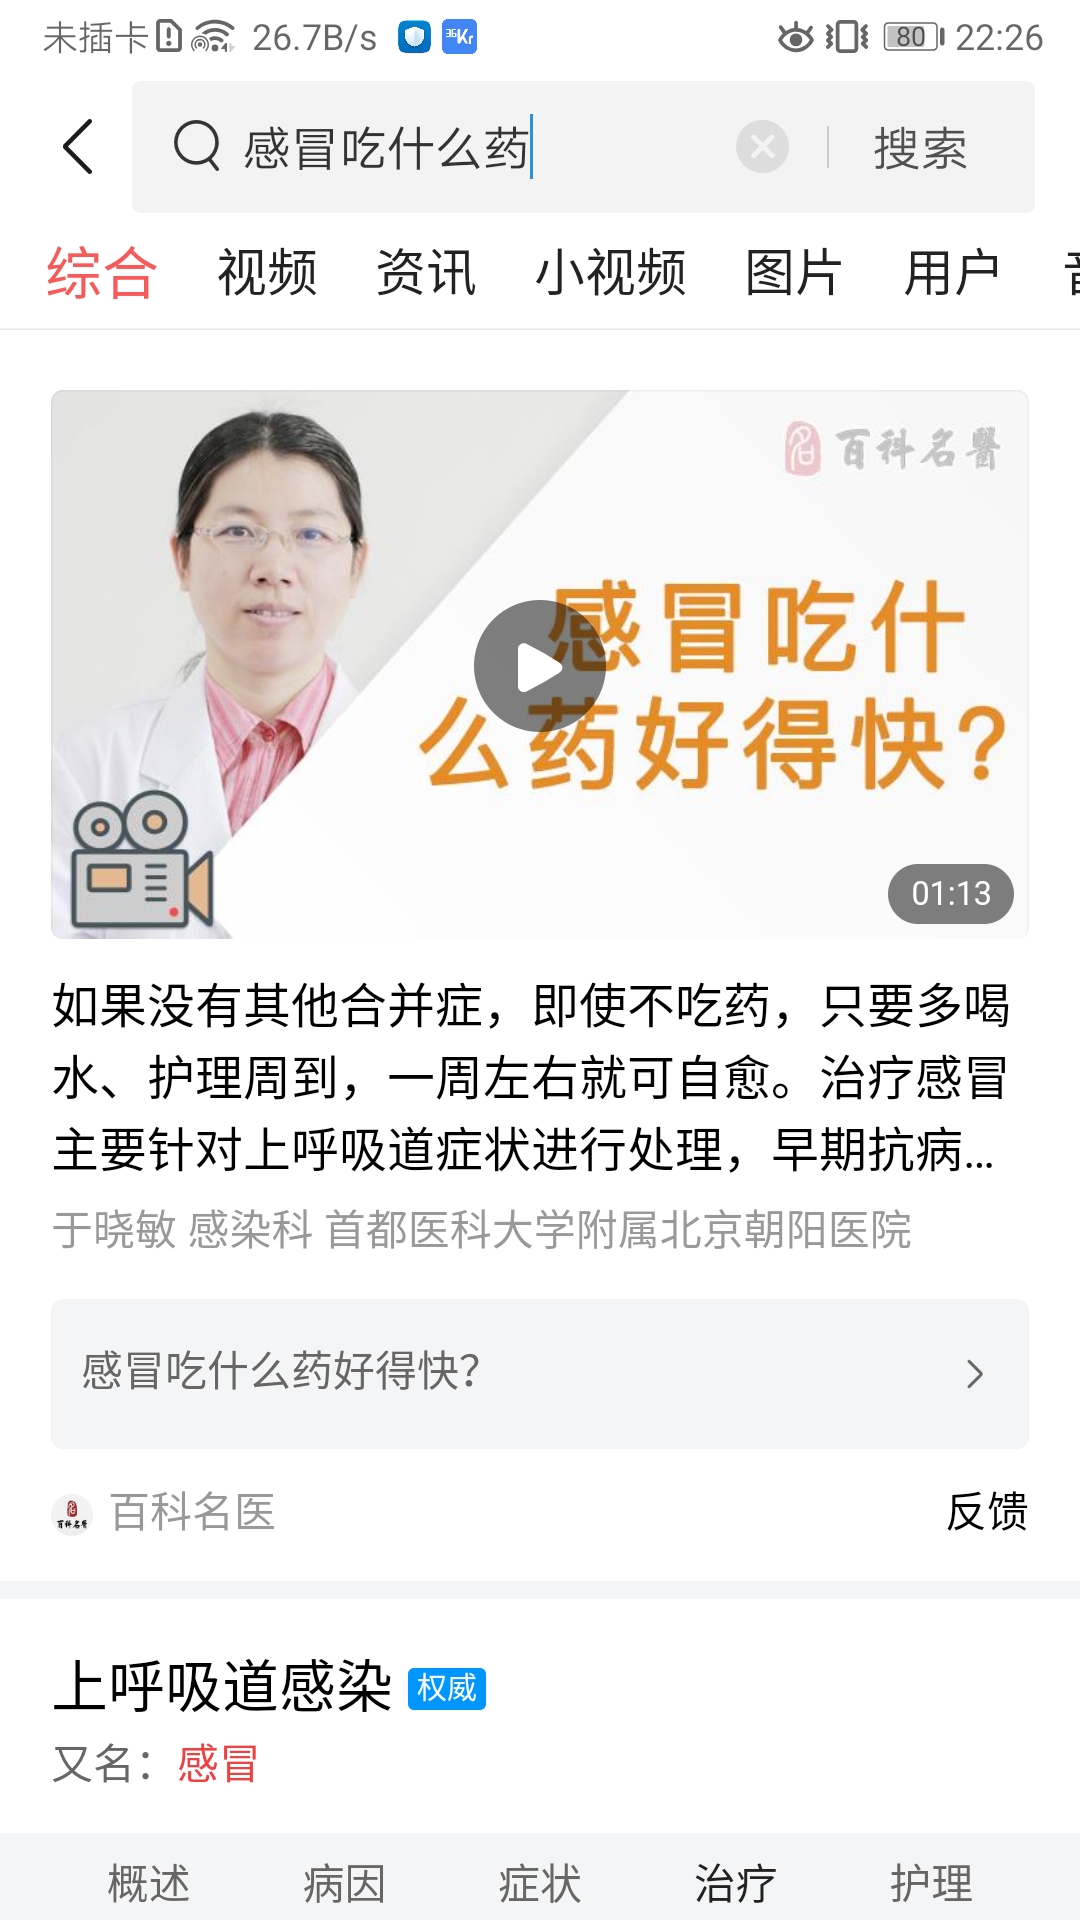 未插卡 26.7B/s 36Kr 80 22:26
感冒吃什么药 搜索
综合 视频 资讯 小视频 图片 用户
百科名醫
感冒吃什
么药好得快?
01:13
如果没有其他合并症，即使不吃药，只要多喝
水、护理周到，一周左右就可自愈。治疗感冒
主要针对上呼吸道症状进行处理，早期抗病...
于晓敏 感染科 首都医科大学附属北京朝阳医院
感冒吃什么药好得快?
百科名医 反馈
上呼吸道感染 权威
又名：感冒
概述 病因 症状 治疗 护理